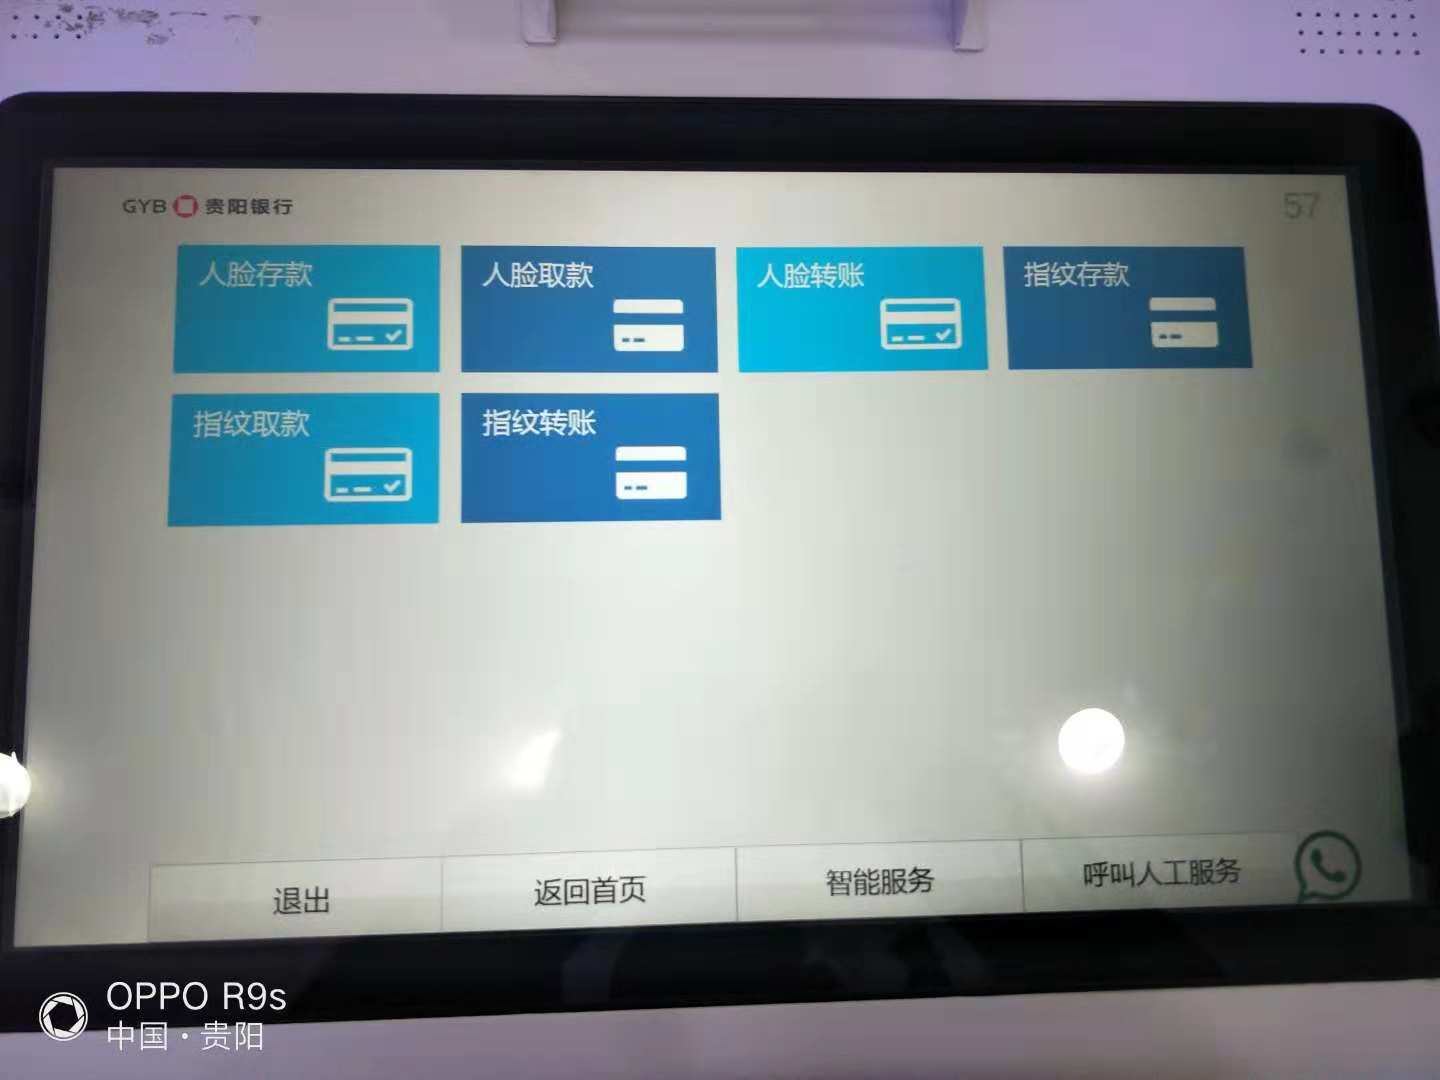 GYB 贵阳银行
57
人脸存款
人脸取款
人脸转账
指纹存款
指纹取款
指纹转账
退出
返回首页
智能服务
呼叫人工服务
OPPO R9s
中国·贵阳